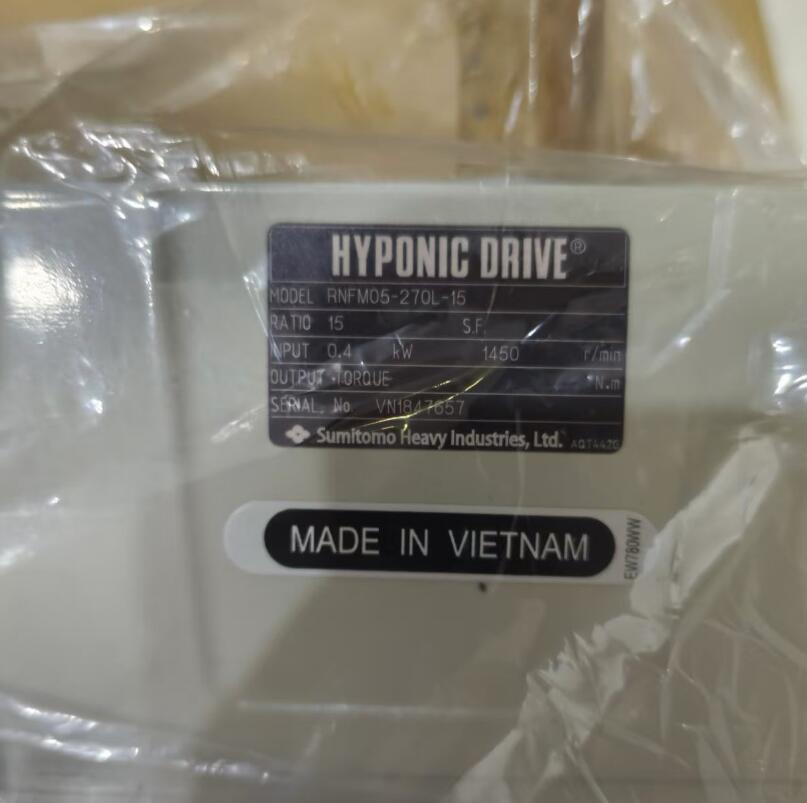 HYPONIC DRIVE®
MODEL RNFM05-270L-15
RATIO 15 S.F.
INPUT 0.4 kW 1450 r/min
OUTPUT TORQUE N.m
SERIAL. No. VN1847657
Sumitomo Heavy Industries, Ltd.
MADE IN VIETNAM
EW780WW